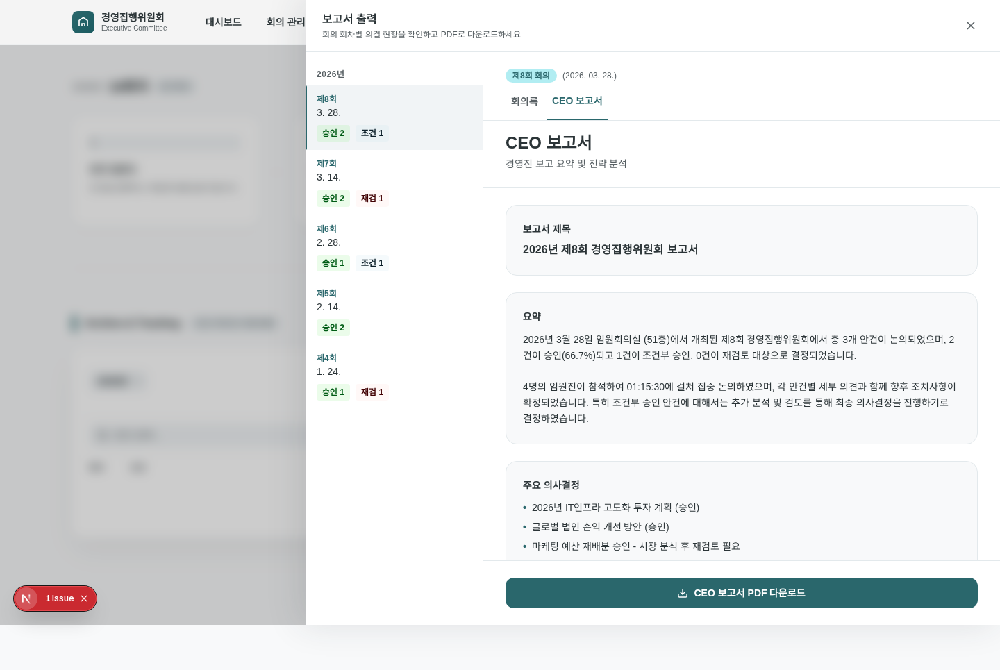 경영집행위원회
Executive Committee
대시보드
회의 관리
보고서 출력
회의 회차별 의결 현황을 확인하고 PDF로 다운로드하세요
2026년
제8회
3. 28.
승인 2 조건 1
제7회
3. 14.
승인 2 재검 1
제6회
2. 28.
승인 1 조건 1
제5회
2. 14.
승인 2
제4회
1. 24.
승인 1 재검 1
제8회 회의 (2026. 03. 28.)
회의록 CEO 보고서
CEO 보고서
경영진 보고 요약 및 전략 분석
보고서 제목
2026년 제8회 경영집행위원회 보고서
요약
2026년 3월 28일 임원회의실 (51층)에서 개최된 제8회 경영집행위원회에서 총 3개 안건이 논의되었으며, 2
건이 승인(66.7%)되고 1건이 조건부 승인, 0건이 재검토 대상으로 결정되었습니다.
4명의 임원진이 참석하여 01:15:30에 걸쳐 집중 논의하였으며, 각 안건별 세부 의견과 함께 향후 조치사항이
확정되었습니다. 특히 조건부 승인 안건에 대해서는 추가 분석 및 검토를 통해 최종 의사결정을 진행하기로
결정하였습니다.
주요 의사결정
• 2026년 IT인프라 고도화 투자 계획 (승인)
• 글로벌 법인 손익 개선 방안 (승인)
• 마케팅 예산 재배분 승인 - 시장 분석 후 재검토 필요
CEO 보고서 PDF 다운로드
1 Issue